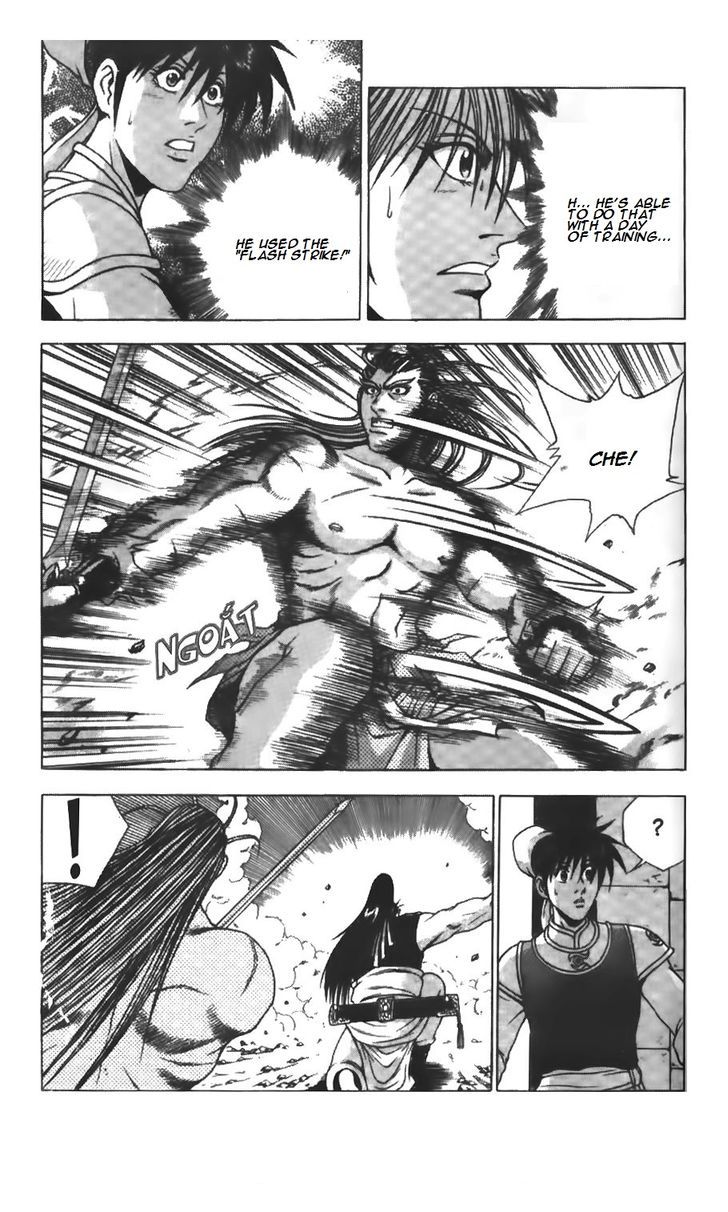 HE USED THE
"FLASH STRIKE!"
H... HE'S ABLE
TO DO THAT
WITH A DAY
OF TRAINING...
CHE!
NGOẮT
!
?